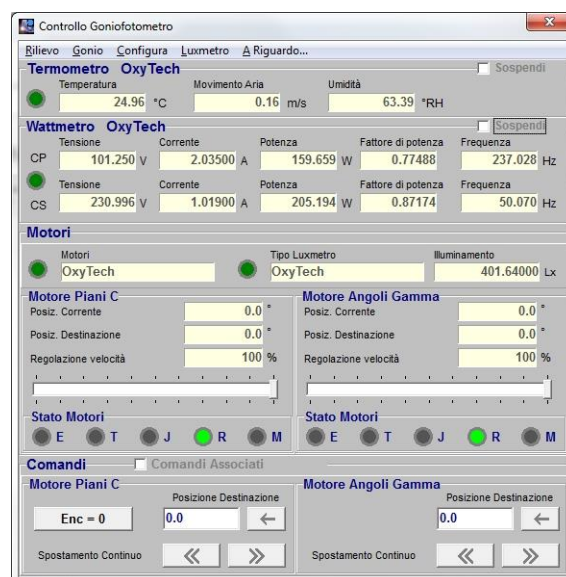 Controllo Goniofotometro
Rilievo Gonio Configura Luxmetro A Riguardo...
Termometro OxyTech Sospendi
Temperatura Movimento Aria Umidità
24.96 °C 0.16 m/s 63.39 °RH
Wattmetro OxyTech Sospendi
Tensione Corrente Potenza Fattore di potenza Frequenza
CP 101.250 V 2.03500 A 159.659 W 0.77488 237.028 Hz
Tensione Corrente Potenza Fattore di potenza Frequenza
CS 230.996 V 1.01900 A 205.194 W 0.87174 50.070 Hz
Motori
Motori Tipo Luxmetro Illuminamento
OxyTech OxyTech 401.64000 Lx
Motore Piani C Motore Angoli Gamma
Posiz. Corrente 0.0 ° Posiz. Corrente 0.0 °
Posiz. Destinazione 0.0 ° Posiz. Destinazione 0.0 °
Regolazione velocità 100 % Regolazione velocità 100 %
Stato Motori Stato Motori
E T J R M E T J R M
Comandi Comandi Associati
Motore Piani C Motore Angoli Gamma
Posizione Destinazione Posizione Destinazione
Enc = 0 0.0 0.0
Spostamento Continuo Spostamento Continuo